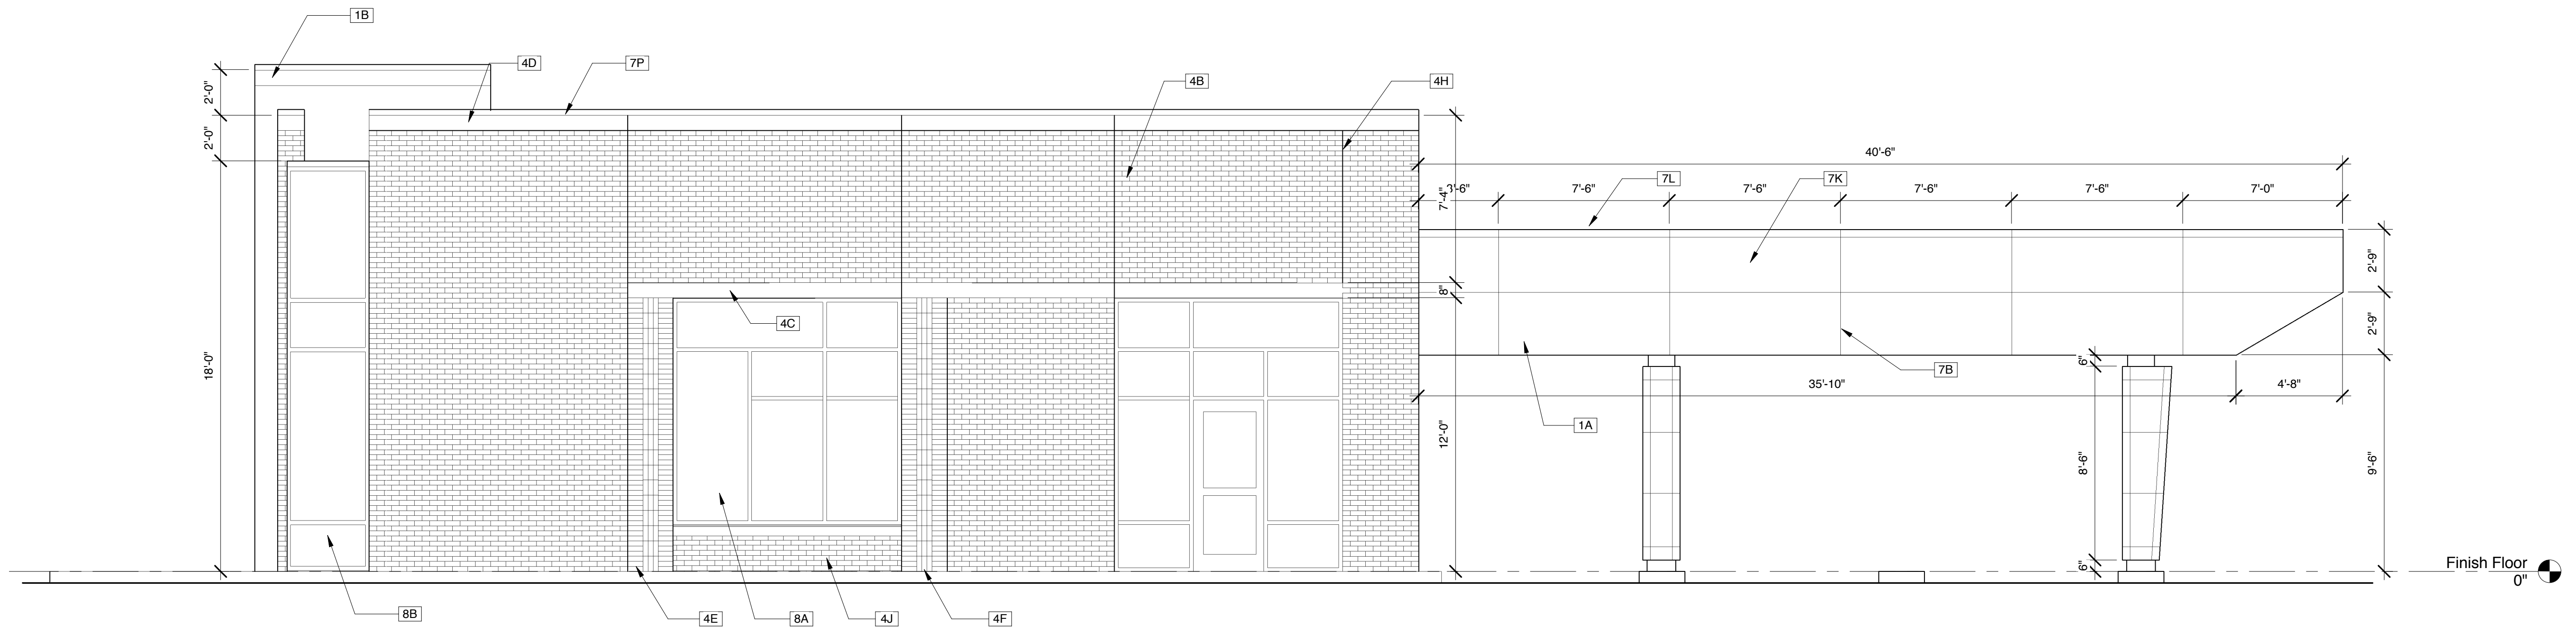 1B
4D
7P
4B
4H
2'-0"
2'-0"
40'-6"
7L
7K
3'-6"
7'-6"
7'-6"
7'-6"
7'-6"
7'-0"
7'-4"
2'-9"
8"
4C
2'-9"
18'-0"
6"
7B
35'-10"
4'-8"
1A
12'-0"
8'-6"
9'-6"
6"
Finish Floor
0"
8B
4E
8A
4J
4F